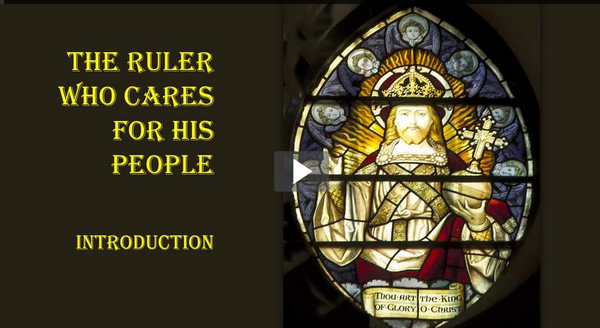 THE RULER
WHO CARES
FOR HIS
PEOPLE
INTRODUCTION
THOU·ART THE·KING
OF·GLORY O·CHRIST